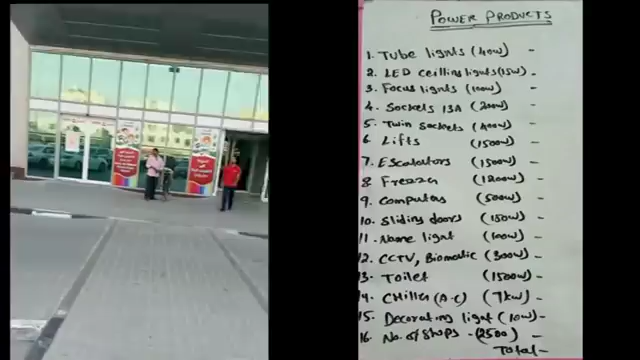 POWER PRODUCTS
1. Tube lights (40w) -
2. LED ceilling lights (15w) -
3. Focus lights (100w) -
4. Sockets 13A (200w) -
5. Twin sockets (400w) -
6. Lifts (1500w) -
7. Escalators (1500w) -
8. Freezer (1200w) -
9. Computers (500w) -
10. Sliding doors (150w) -
11. Name light (100w) -
12. CCTV, Biomatic (300w) -
13. Toilet (1500w) -
14. CHiller (A-C) (7kw) -
15. Decorating light (10w) -
16. No. of shops - (2500) -
Total -